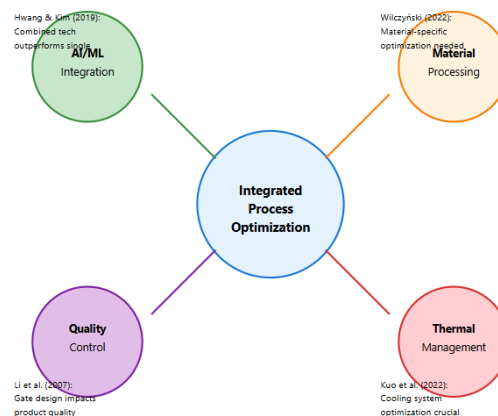 Hwang & Kim (2019):
Combined tech
outperforms single
AI/ML
Integration
Wilczyński (2022):
Material-specific
optimization needed
Material
Processing
Integrated
Process
Optimization
Quality
Control
Li et al. (2007):
Gate design impacts
product quality
Thermal
Management
Kuo et al. (2022):
Cooling system
optimization crucial